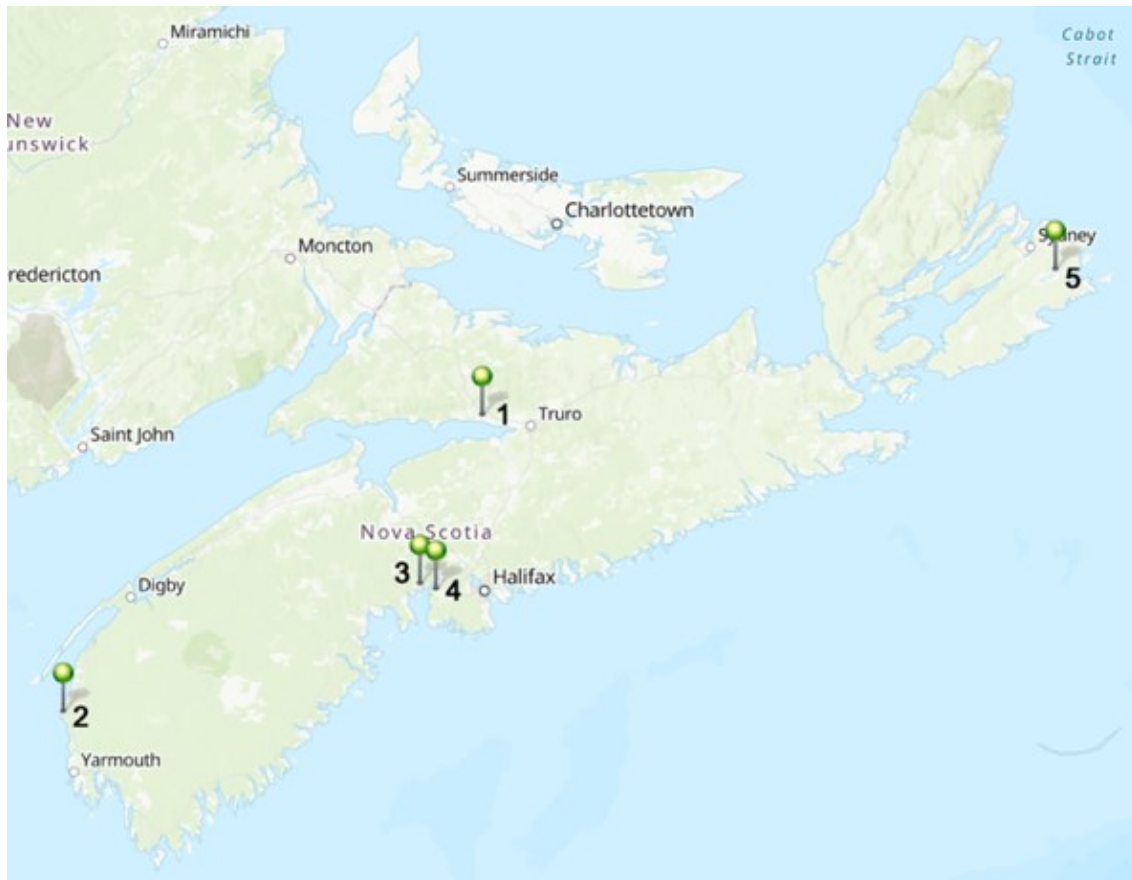 Miramichi
Cabot
Strait
New
unswick
Summerside
Charlottetown
Moncton
Sydney
5
redericton
1
Truro
Saint John
Nova Scotia
3
4
Halifax
Digby
2
Yarmouth